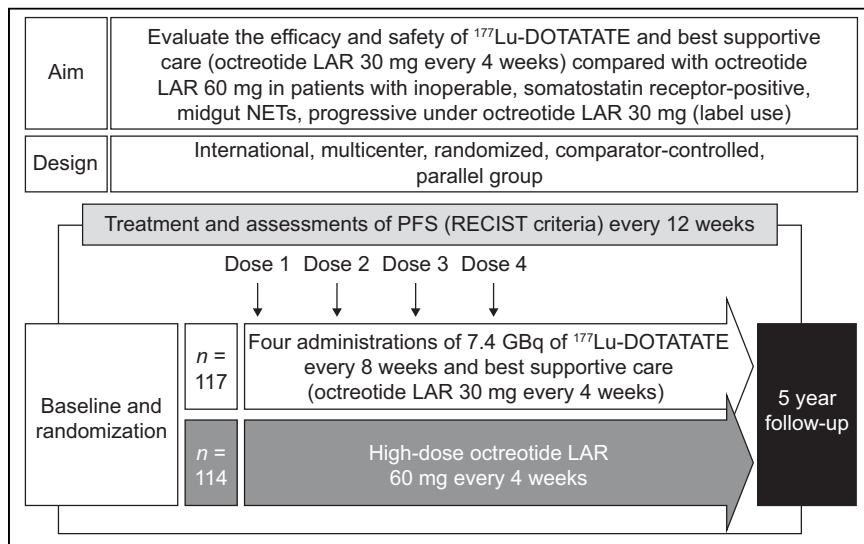 Aim
Evaluate the efficacy and safety of ¹⁷⁷Lu-DOTATATE and best supportive
care (octreotide LAR 30 mg every 4 weeks) compared with octreotide
LAR 60 mg in patients with inoperable, somatostatin receptor-positive,
midgut NETs, progressive under octreotide LAR 30 mg (label use)
Design
International, multicenter, randomized, comparator-controlled,
parallel group
Treatment and assessments of PFS (RECIST criteria) every 12 weeks
Dose 1 Dose 2 Dose 3 Dose 4
Baseline and
randomization
n =
117
Four administrations of 7.4 GBq of ¹⁷⁷Lu-DOTATATE
every 8 weeks and best supportive care
(octreotide LAR 30 mg every 4 weeks)
n =
114
High-dose octreotide LAR
60 mg every 4 weeks
5 year
follow-up